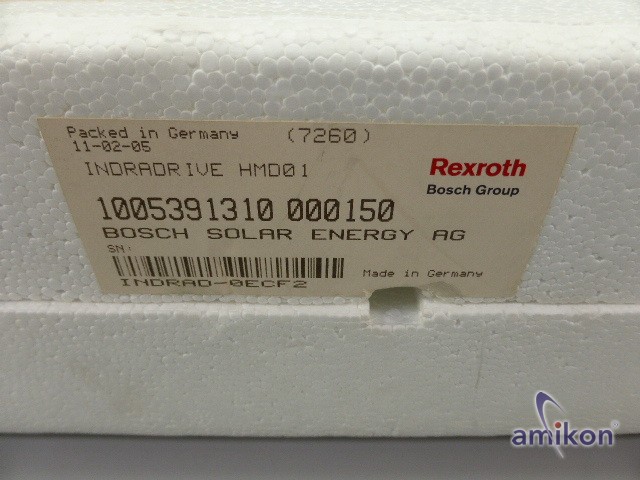 Packed in Germany (7260)
11-02-05
INDRADRIVE HMD01
Rexroth
Bosch Group
1005391310 000150
BOSCH SOLAR ENERGY AG
SN:
Made in Germany
INDRAD-0ECF2
amikon®